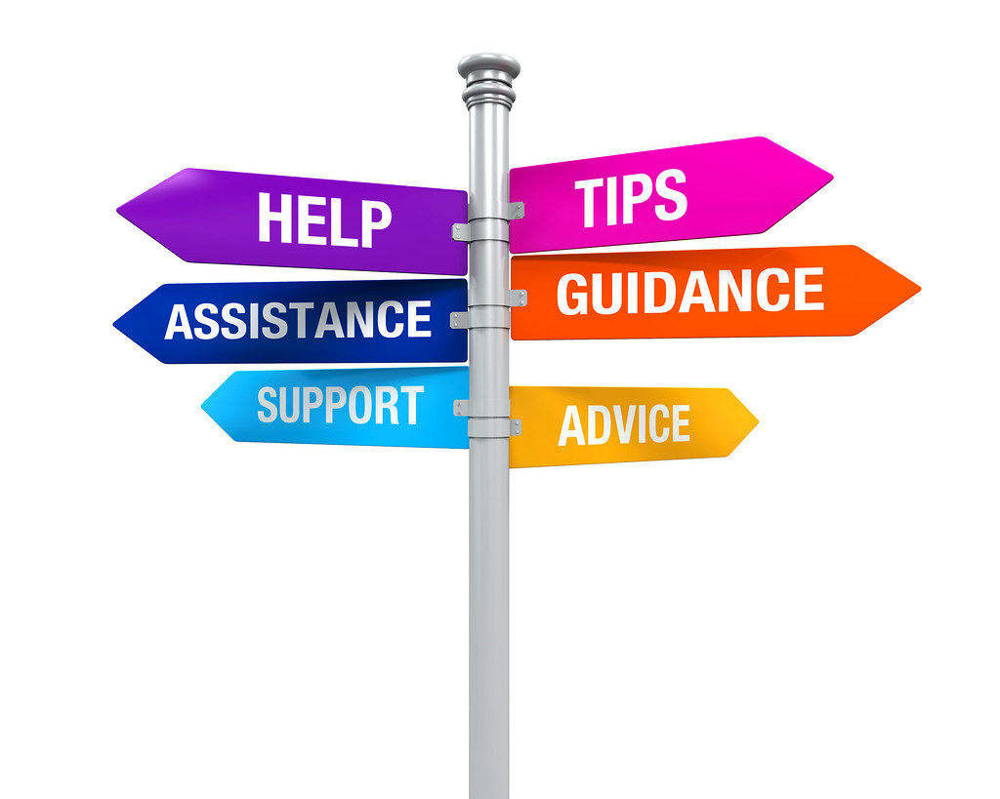 HELP
TIPS
ASSISTANCE
GUIDANCE
SUPPORT
ADVICE